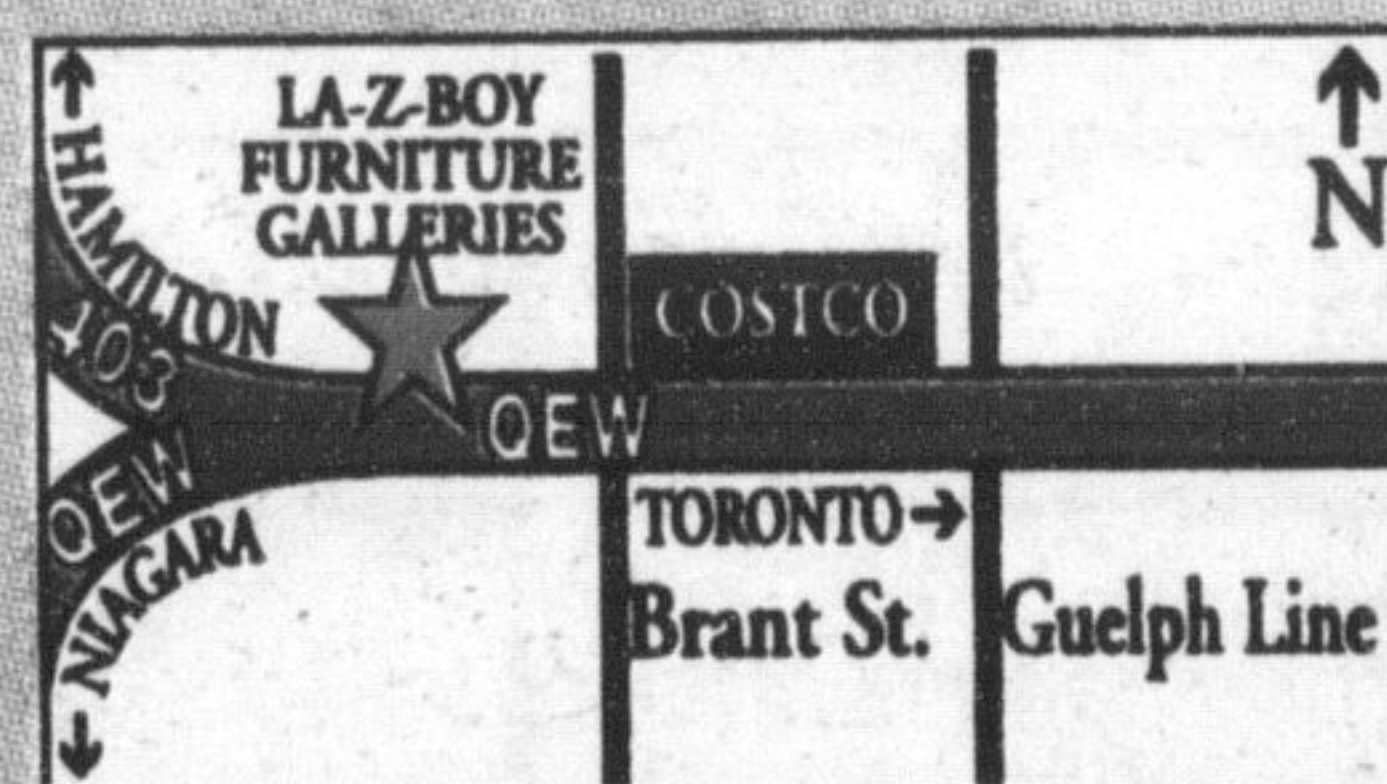 LA-Z-BOY
FURNITURE
GALLERIES
HAMILTON
N
COSTCO
403
QEW
QEW
TORONTO
NIAGARA
Brant St.
Guelph Line